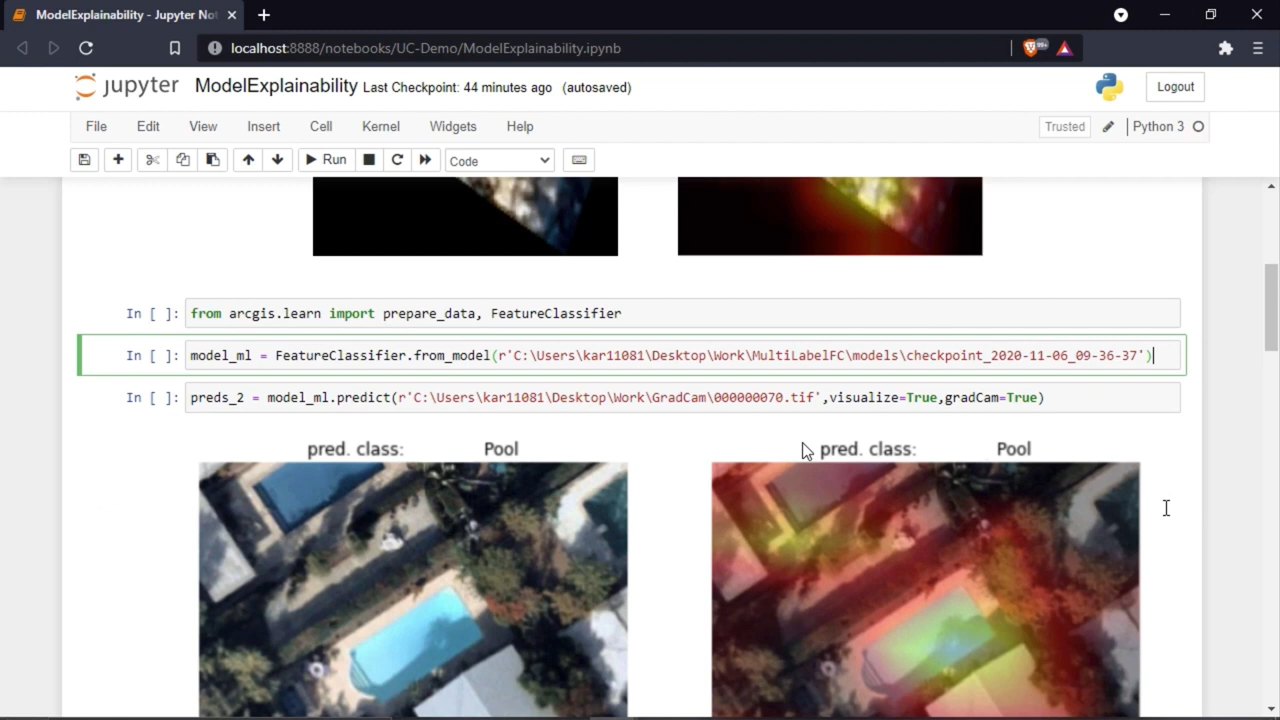 ModelExplainability - Jupyter No
localhost:8888/notebooks/UC-Demo/ModelExplainability.ipynb
99+
jupyter ModelExplainability Last Checkpoint: 44 minutes ago (autosaved)
Logout
File Edit View Insert Cell Kernel Widgets Help
Trusted Python 3
Run Code
In [ ]: from arcgis.learn import prepare_data, FeatureClassifier
In [ ]: model_ml = FeatureClassifier.from_model(r'C:\Users\kar11081\Desktop\Work\MultiLabelFC\models\checkpoint_2020-11-06_09-36-37')
In [ ]: preds_2 = model_ml.predict(r'C:\Users\kar11081\Desktop\Work\GradCam\000000070.tif',visualize=True,gradCam=True)
pred. class: Pool pred. class: Pool